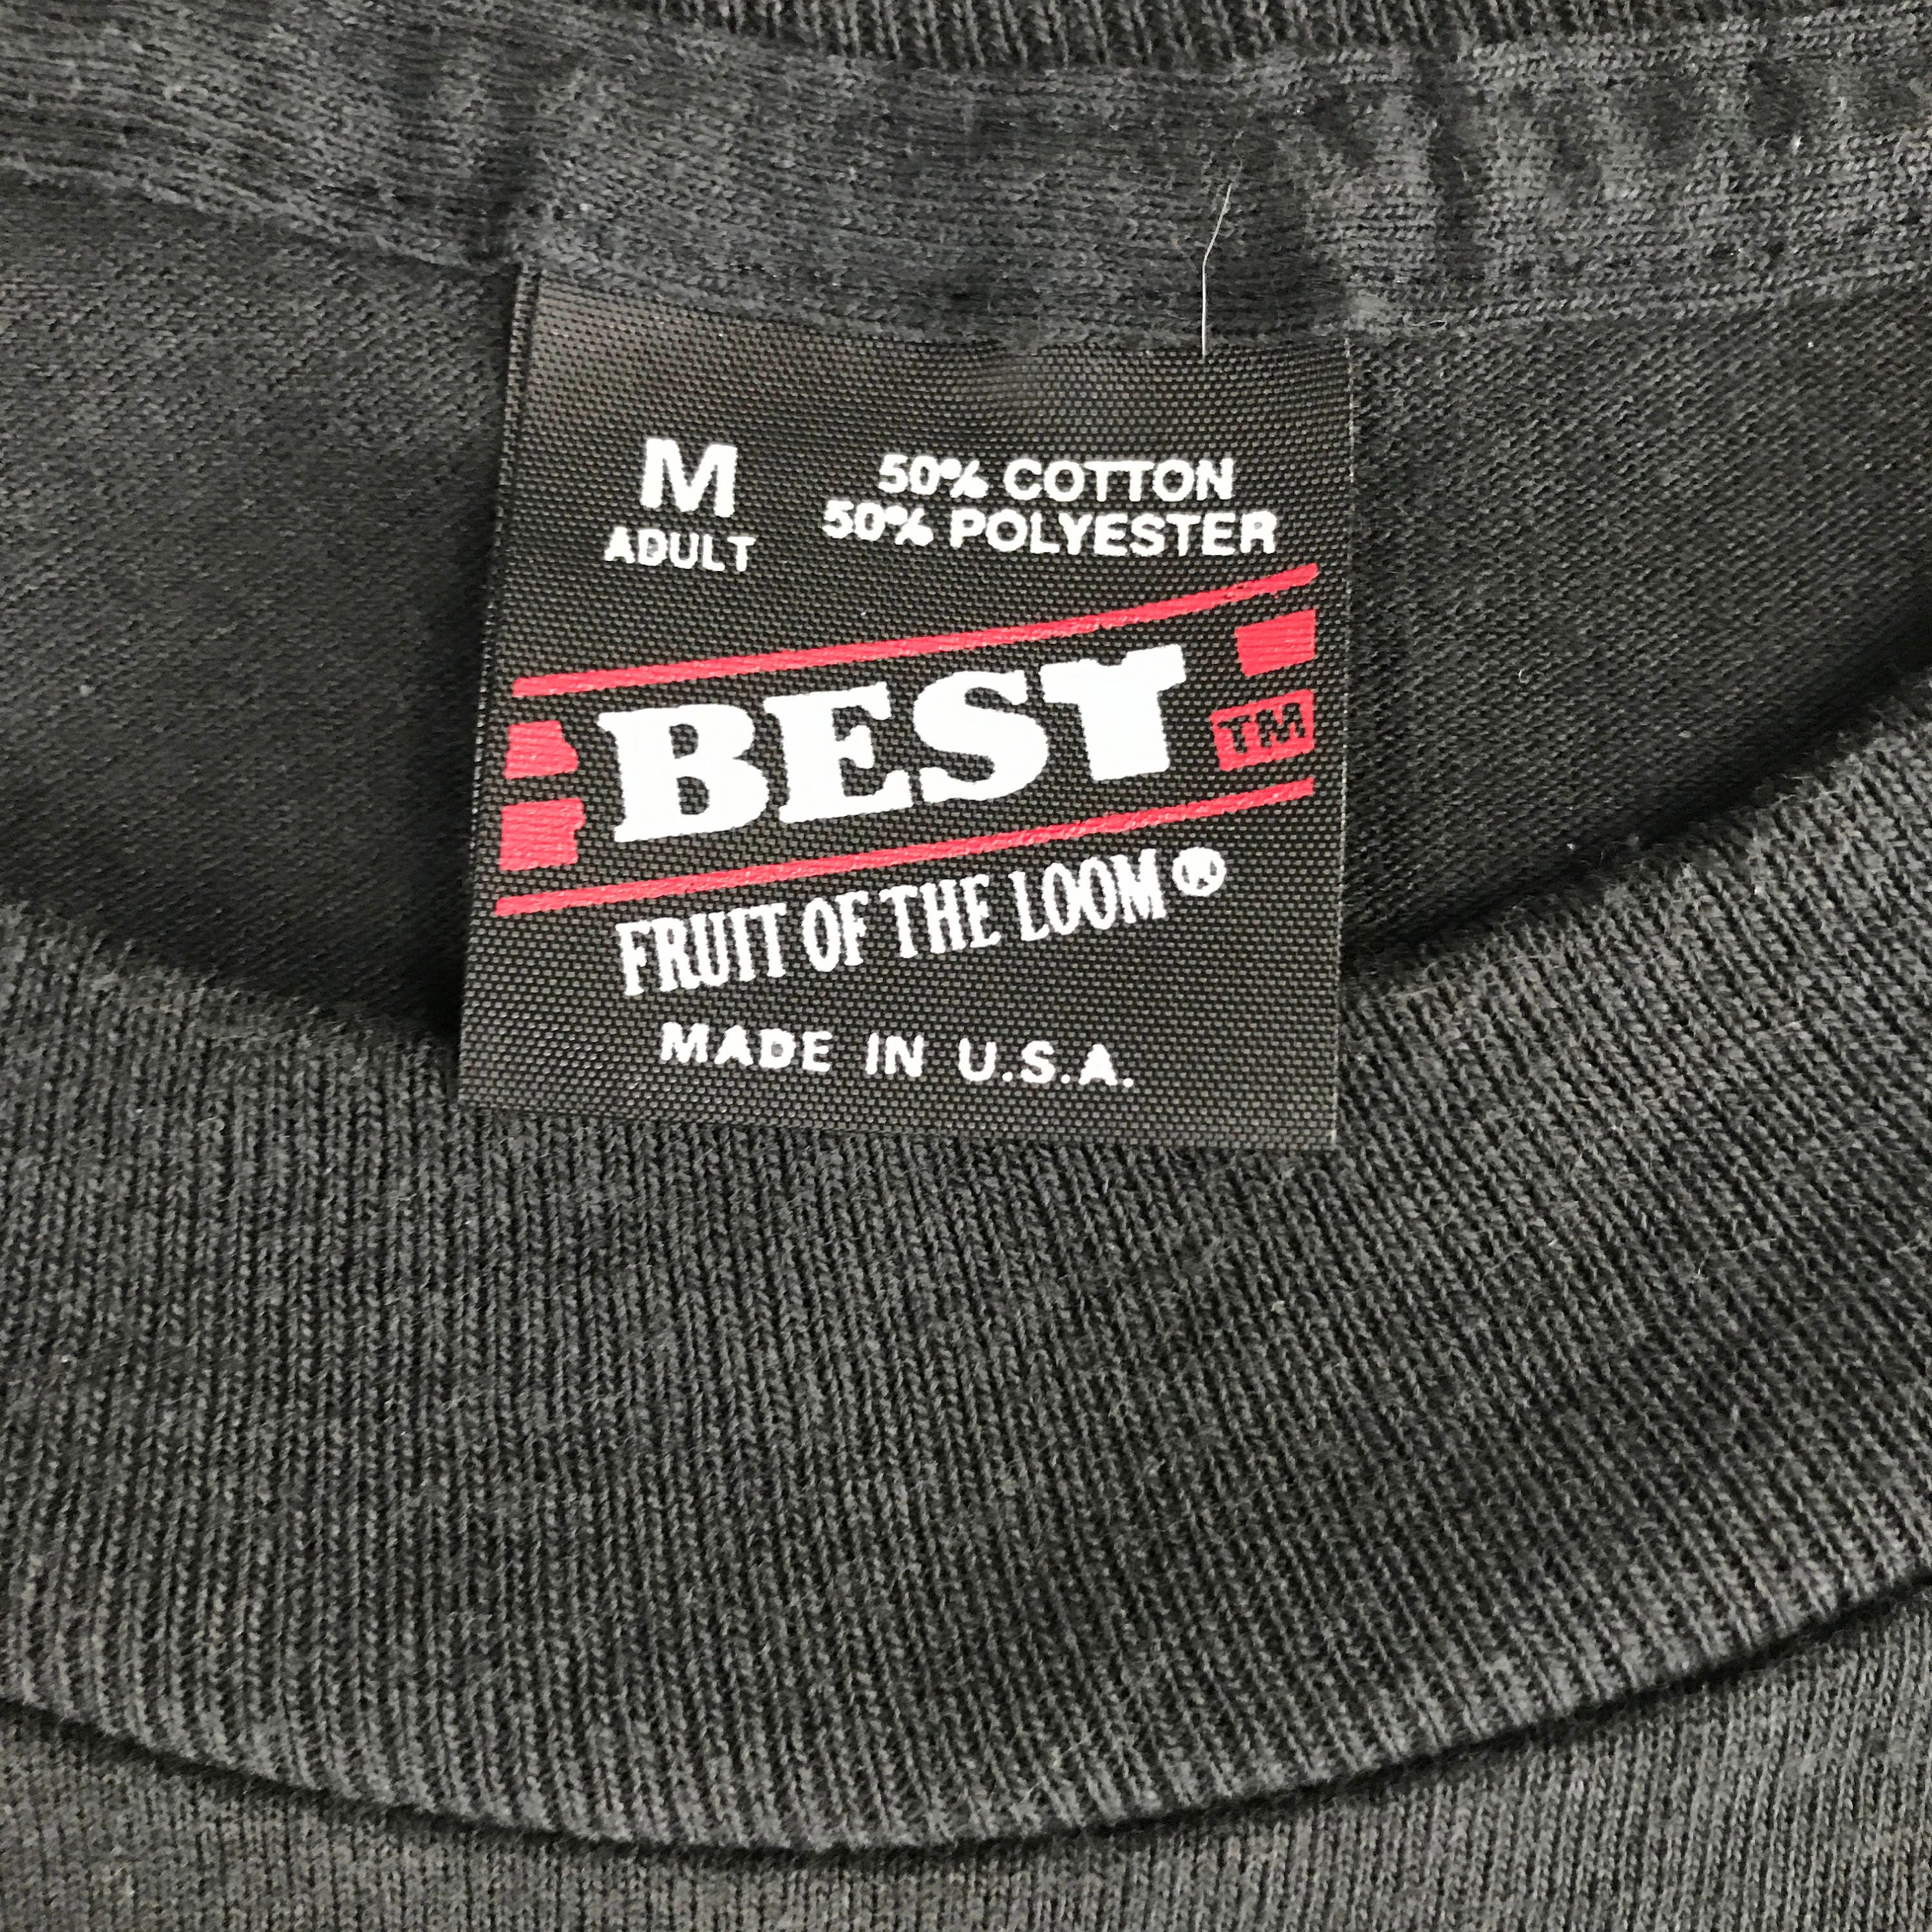 M
ADULT
50% COTTON
50% POLYESTER
BEST
TM
FRUIT OF THE LOOM®
MADE IN U.S.A.